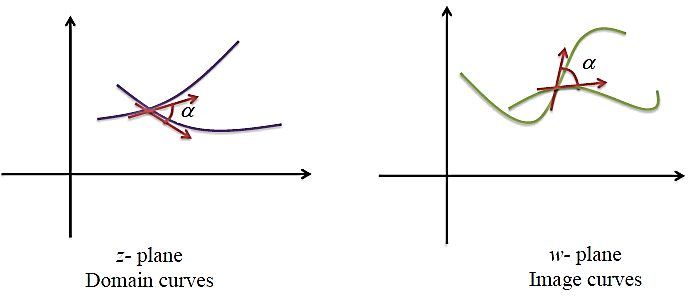 α
α
z- plane
Domain curves
w- plane
Image curves